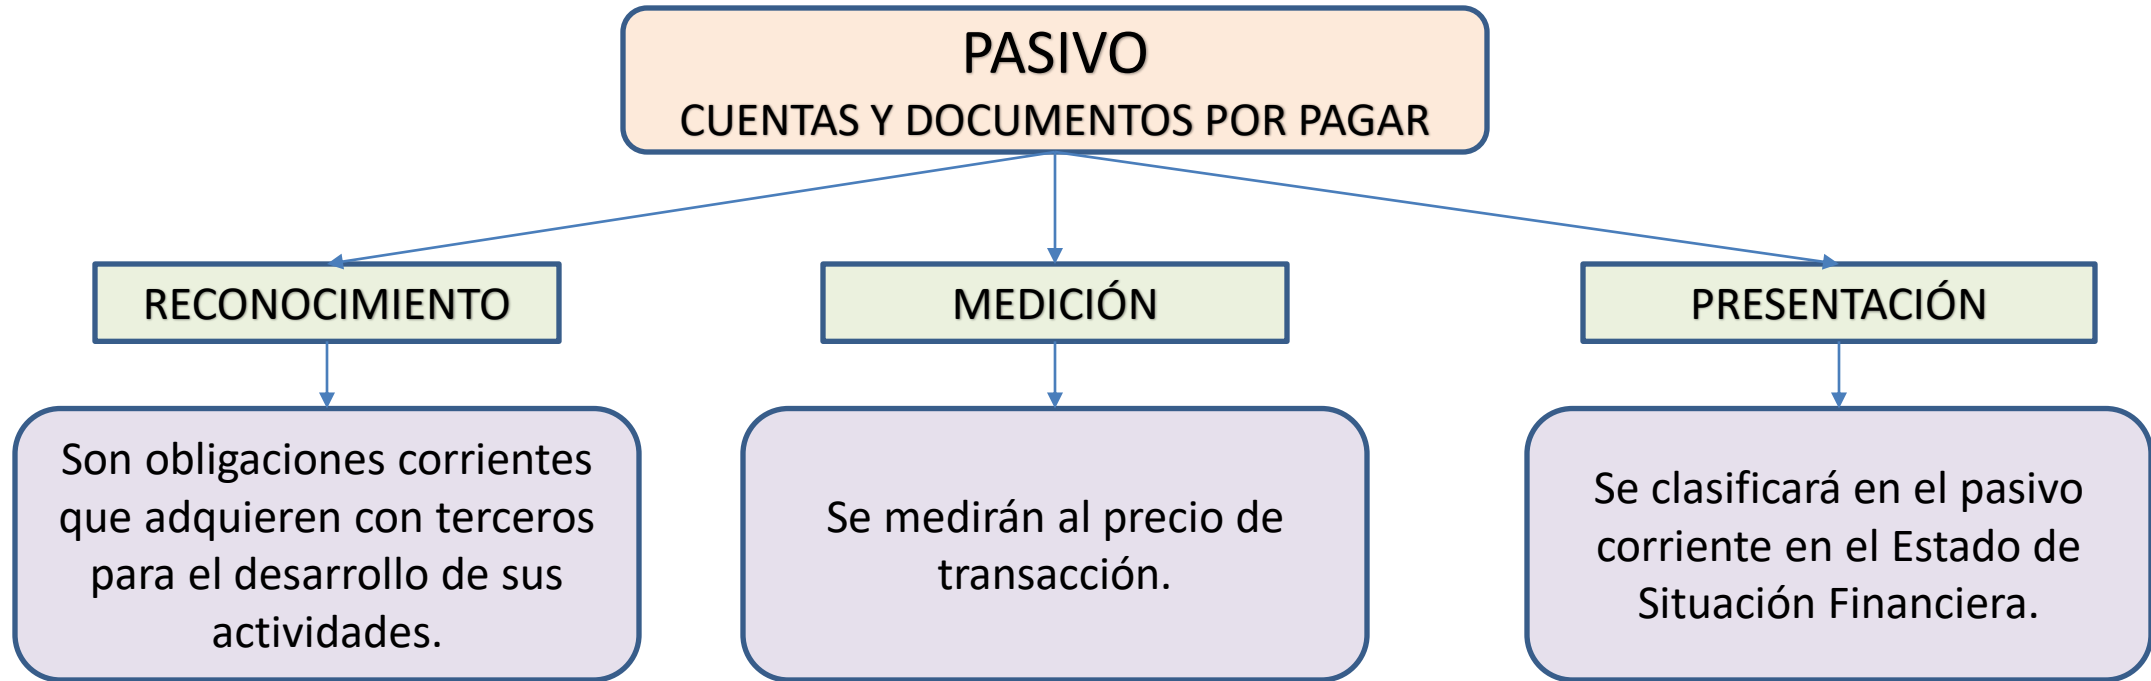 PASIVO
CUENTAS Y DOCUMENTOS POR PAGAR
RECONOCIMIENTO
MEDICIÓN
PRESENTACIÓN
Son obligaciones corrientes
que adquieren con terceros
para el desarrollo de sus
actividades.
Se medirán al precio de
transacción.
Se clasificará en el pasivo
corriente en el Estado de
Situación Financiera.